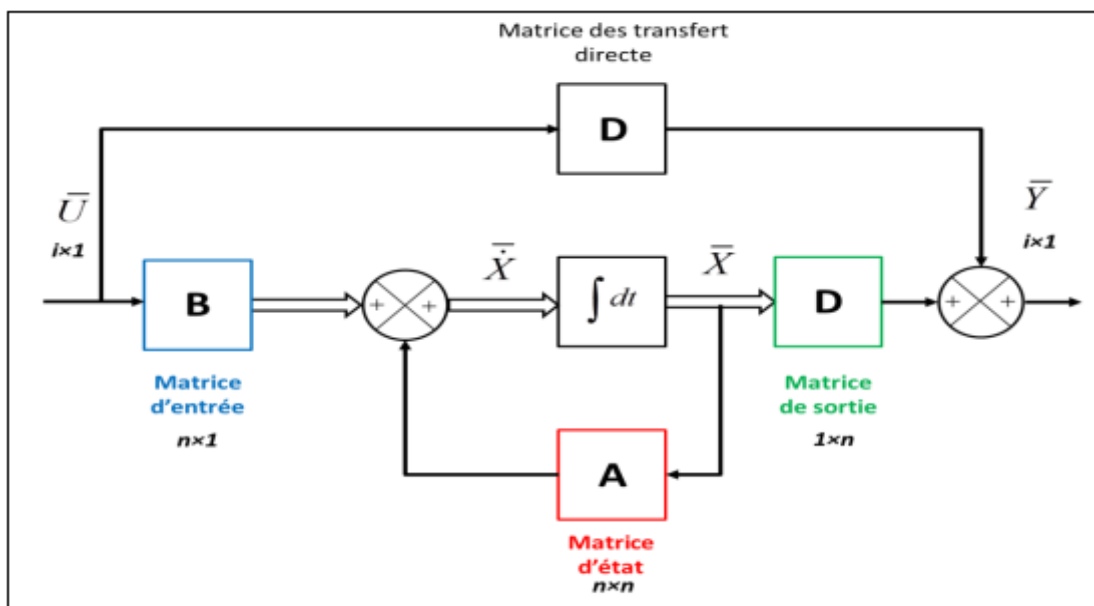 Matrice des transfert
directe
D
U̅
i×1
Y̅
i×1
B
+ +
Ẋ̅
∫ dt
X̅
D
+ +
Matrice
d'entrée
n×1
Matrice
de sortie
1×n
A
Matrice
d'état
n×n